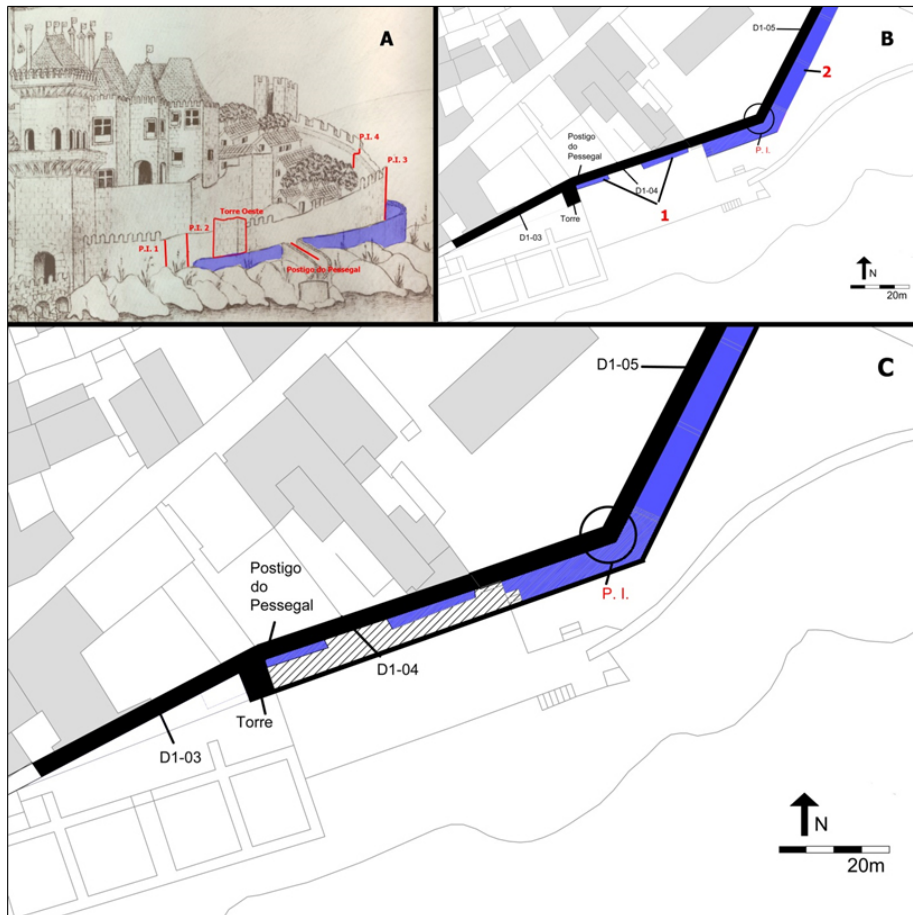 A
P.I. 4
P.I. 3
Torre Oeste
P.I. 2
P.I. 1
Postigo do Pessegal
B
D1-05
2
Postigo
do
Pessegal
P. I.
D1-04
1
Torre
D1-03
N
20m
C
D1-05
Postigo
do
Pessegal
P. I.
D1-04
Torre
D1-03
N
20m